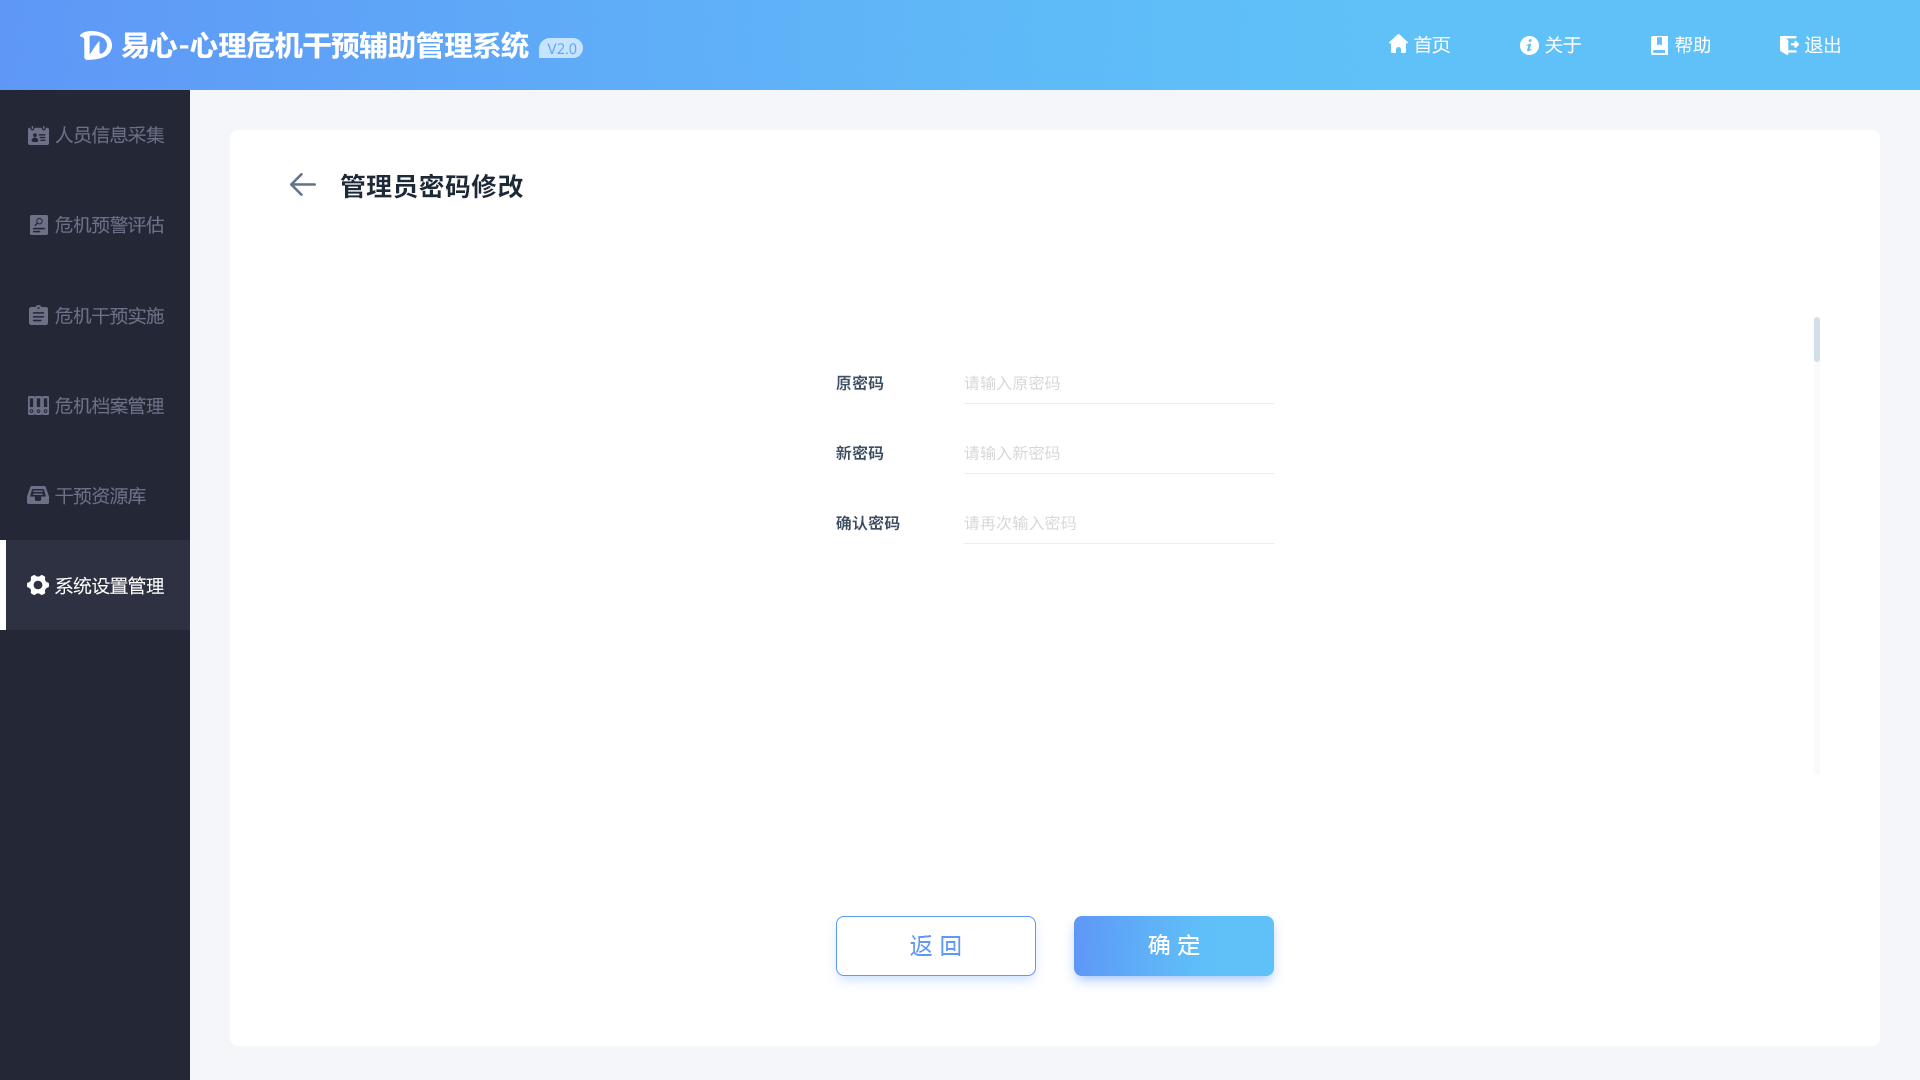 易心-心理危机干预辅助管理系统 V2.0
首页
关于
帮助
退出
人员信息采集
危机预警评估
危机干预实施
危机档案管理
干预资源库
系统设置管理
管理员密码修改
原密码 请输入原密码
新密码 请输入新密码
确认密码 请再次输入密码
返回
确定